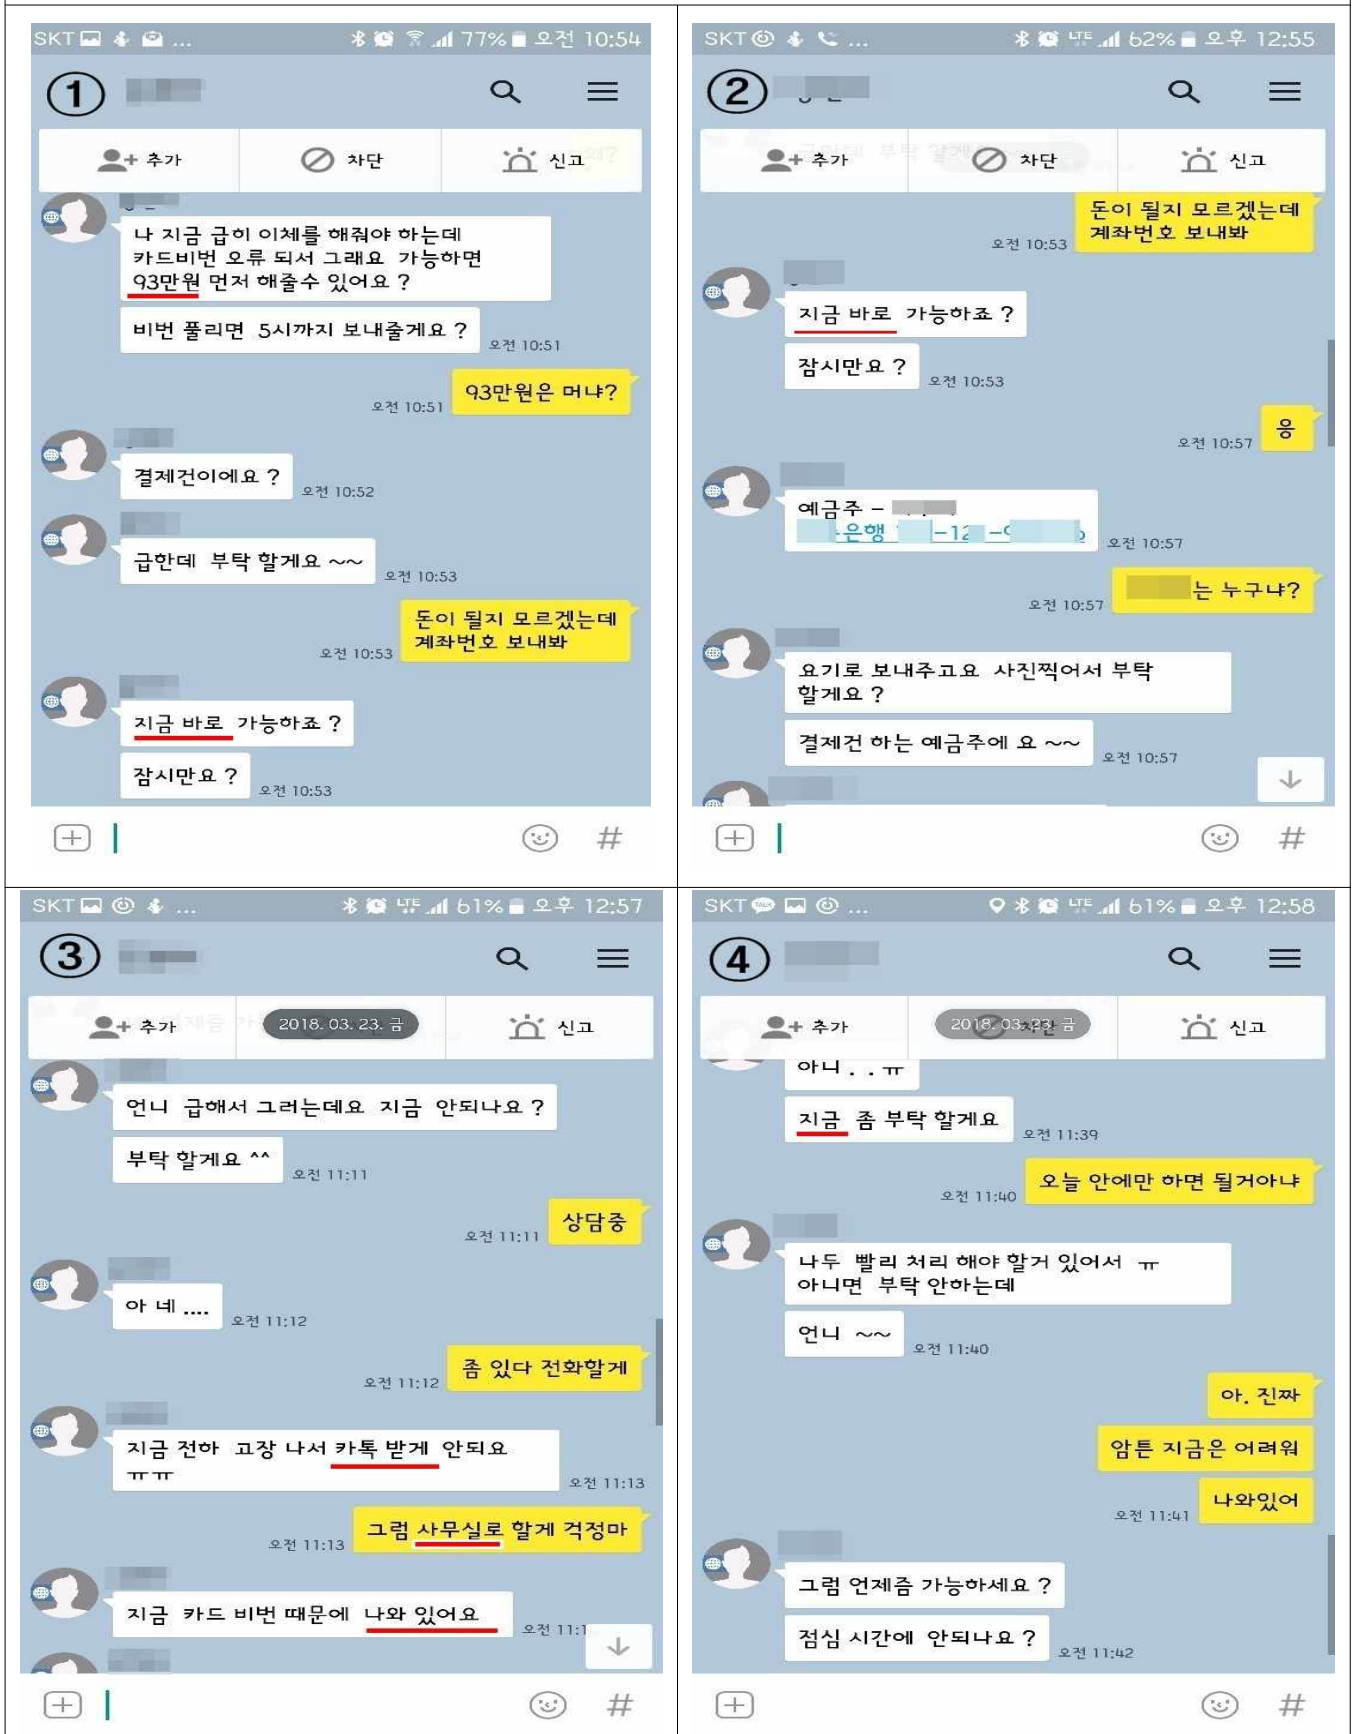 SKT ... 77% 오전 10:54
①
추가 차단 신고
나 지금 급히 이체를 해줘야 하는데
카드비번 오류 되서 그래요 가능하면
93만원 먼저 해줄수 있어요 ?
비번 풀리면 5시까지 보내줄게요 ?
오전 10:51
93만원은 머냐?
오전 10:51
결제건이에요 ?
오전 10:52
급한데 부탁 할게요 ~~
오전 10:53
돈이 될지 모르겠는데
계좌번호 보내봐
오전 10:53
지금 바로 가능하죠 ?
잠시만요 ?
오전 10:53
#
SKT ... LTE 62% 오후 12:55
②
추가 차단 신고
돈이 될지 모르겠는데
계좌번호 보내봐
오전 10:53
지금 바로 가능하죠 ?
잠시만요 ?
오전 10:53
응
오전 10:57
예금주 –
은행 -12 -
오전 10:57
는 누구냐?
오전 10:57
요기로 보내주고요 사진찍어서 부탁
할게요 ?
결제건 하는 예금주에 요 ~~
오전 10:57
#
SKT ... LTE 61% 오후 12:57
③
추가 2018. 03. 23. 금 신고
언니 급해서 그러는데요 지금 안되나요 ?
부탁 할게요 ^^
오전 11:11
상담중
오전 11:11
아 네 ....
오전 11:12
좀 있다 전화할게
오전 11:12
지금 전하 고장 나서 카톡 받게 안되요
ㅠㅠ
오전 11:13
그럼 사무실로 할게 걱정마
오전 11:13
지금 카드 비번 때문에 나와 있어요
오전 11:1
#
SKT ... LTE 61% 오후 12:58
④
추가 2018. 03. 23. 금 신고
아니 . . ㅠ
지금 좀 부탁 할게요
오전 11:39
오늘 안에만 하면 될거아냐
오전 11:40
나두 빨리 처리 해야 할거 있어서 ㅠ
아니면 부탁 안하는데
언니 ~~
오전 11:40
아. 진짜
암튼 지금은 어려워
나와있어
오전 11:41
그럼 언제즘 가능하세요 ?
점심 시간에 안되나요 ?
오전 11:42
#